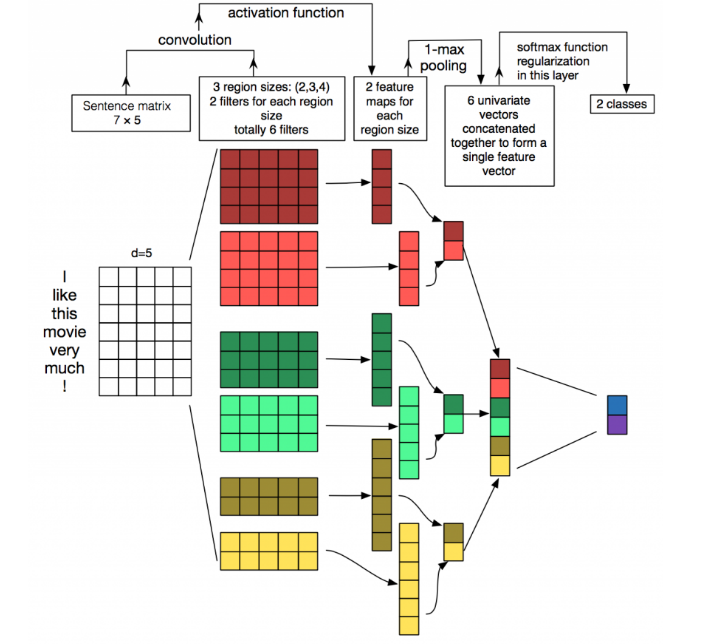 activation function
convolution
1-max
pooling
softmax function
regularization
in this layer
Sentence matrix
7 × 5
3 region sizes: (2,3,4)
2 filters for each region
size
totally 6 filters
2 feature
maps for
each
region size
6 univariate
vectors
concatenated
together to form a
single feature
vector
2 classes
d=5
I
like
this
movie
very
much
!